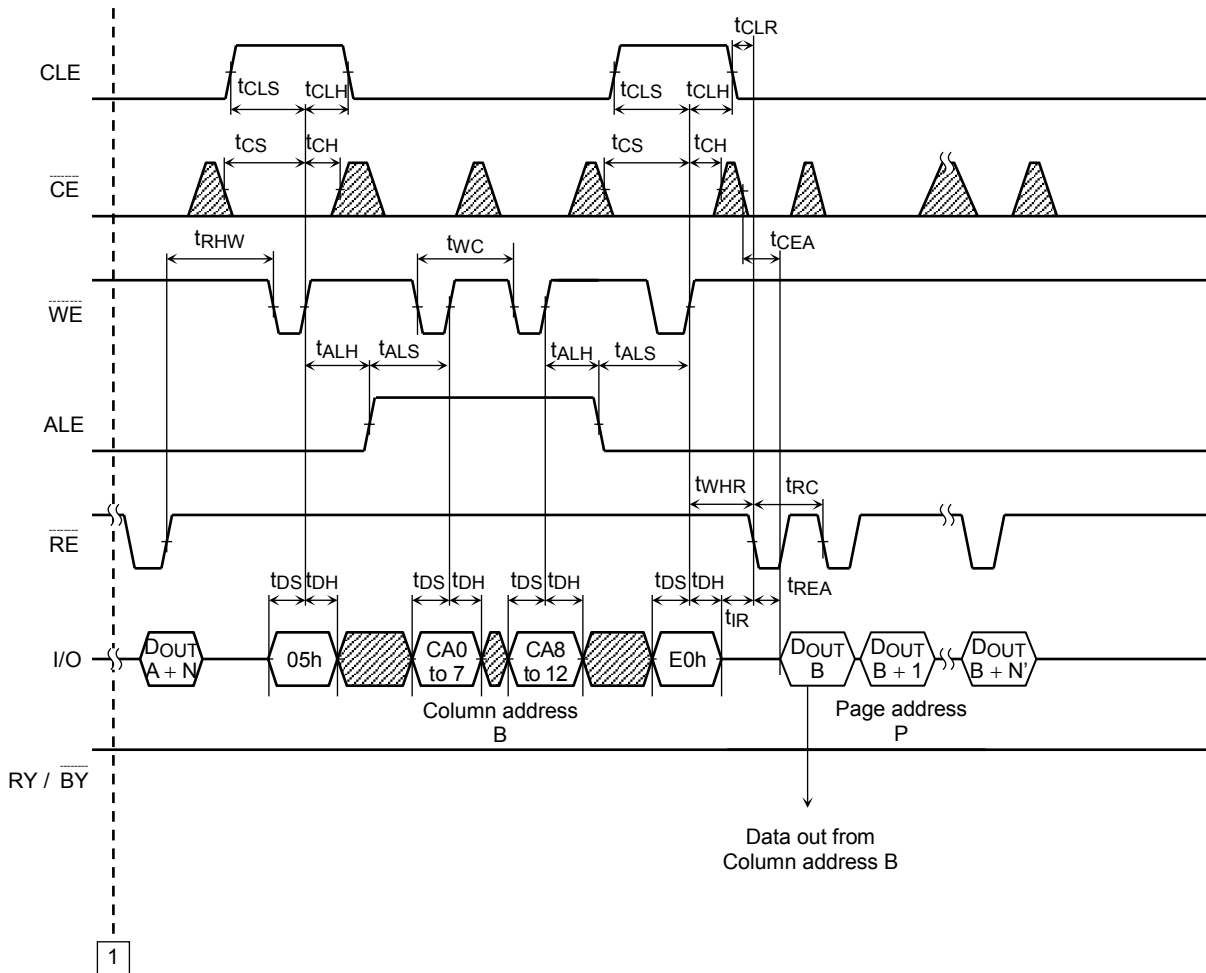 tCLR
CLE
tCLS tCLH tCLS tCLH
tCS tCH tCS tCH
CE
tRHW tWC tCEA
WE
tALH tALS tALH tALS
ALE
tWHR tRC
RE
tDS tDH tDS tDH tDS tDH tDS tDH tREA
tIR
I/O
DOUT
A + N
05h
CA0
to 7
CA8
to 12
E0h
DOUT
B
DOUT
B + 1
DOUT
B + N'
Column address
B
Page address
P
RY / BY
Data out from
Column address B
1